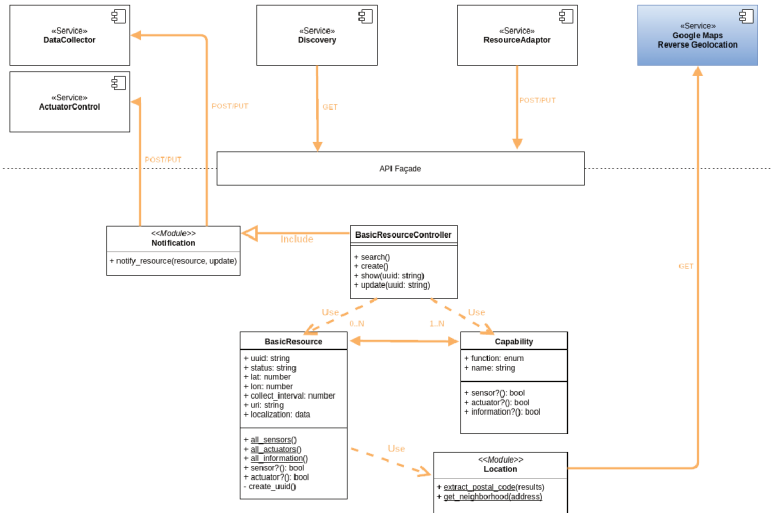 «Service»
DataCollector
«Service»
Discovery
«Service»
ResourceAdaptor
«Service»
Google Maps
Reverse Geolocation
«Service»
ActuatorControl
POST/PUT
GET
POST/PUT
POST/PUT
API Façade
<<Module>>
Notification
+ notify_resource(resource, update)
Include
BasicResourceController
+ search()
+ create()
+ show(uuid: string)
+ update(uuid: string)
GET
Use
Use
0..N
1..N
BasicResource
+ uuid: string
+ status: string
+ lat: number
+ lon: number
+ collect_interval: number
+ uri: string
+ localization: data
+ all_sensors()
+ all_actuators()
+ all_information()
+ sensor?(): bool
+ actuator?(): bool
- create_uuid()
Capability
+ function: enum
+ name: string
+ sensor?(): bool
+ actuator?(): bool
+ information?(): bool
Use
<<Module>>
Location
+ extract_postal_code(results)
+ get_neighborhood(address)